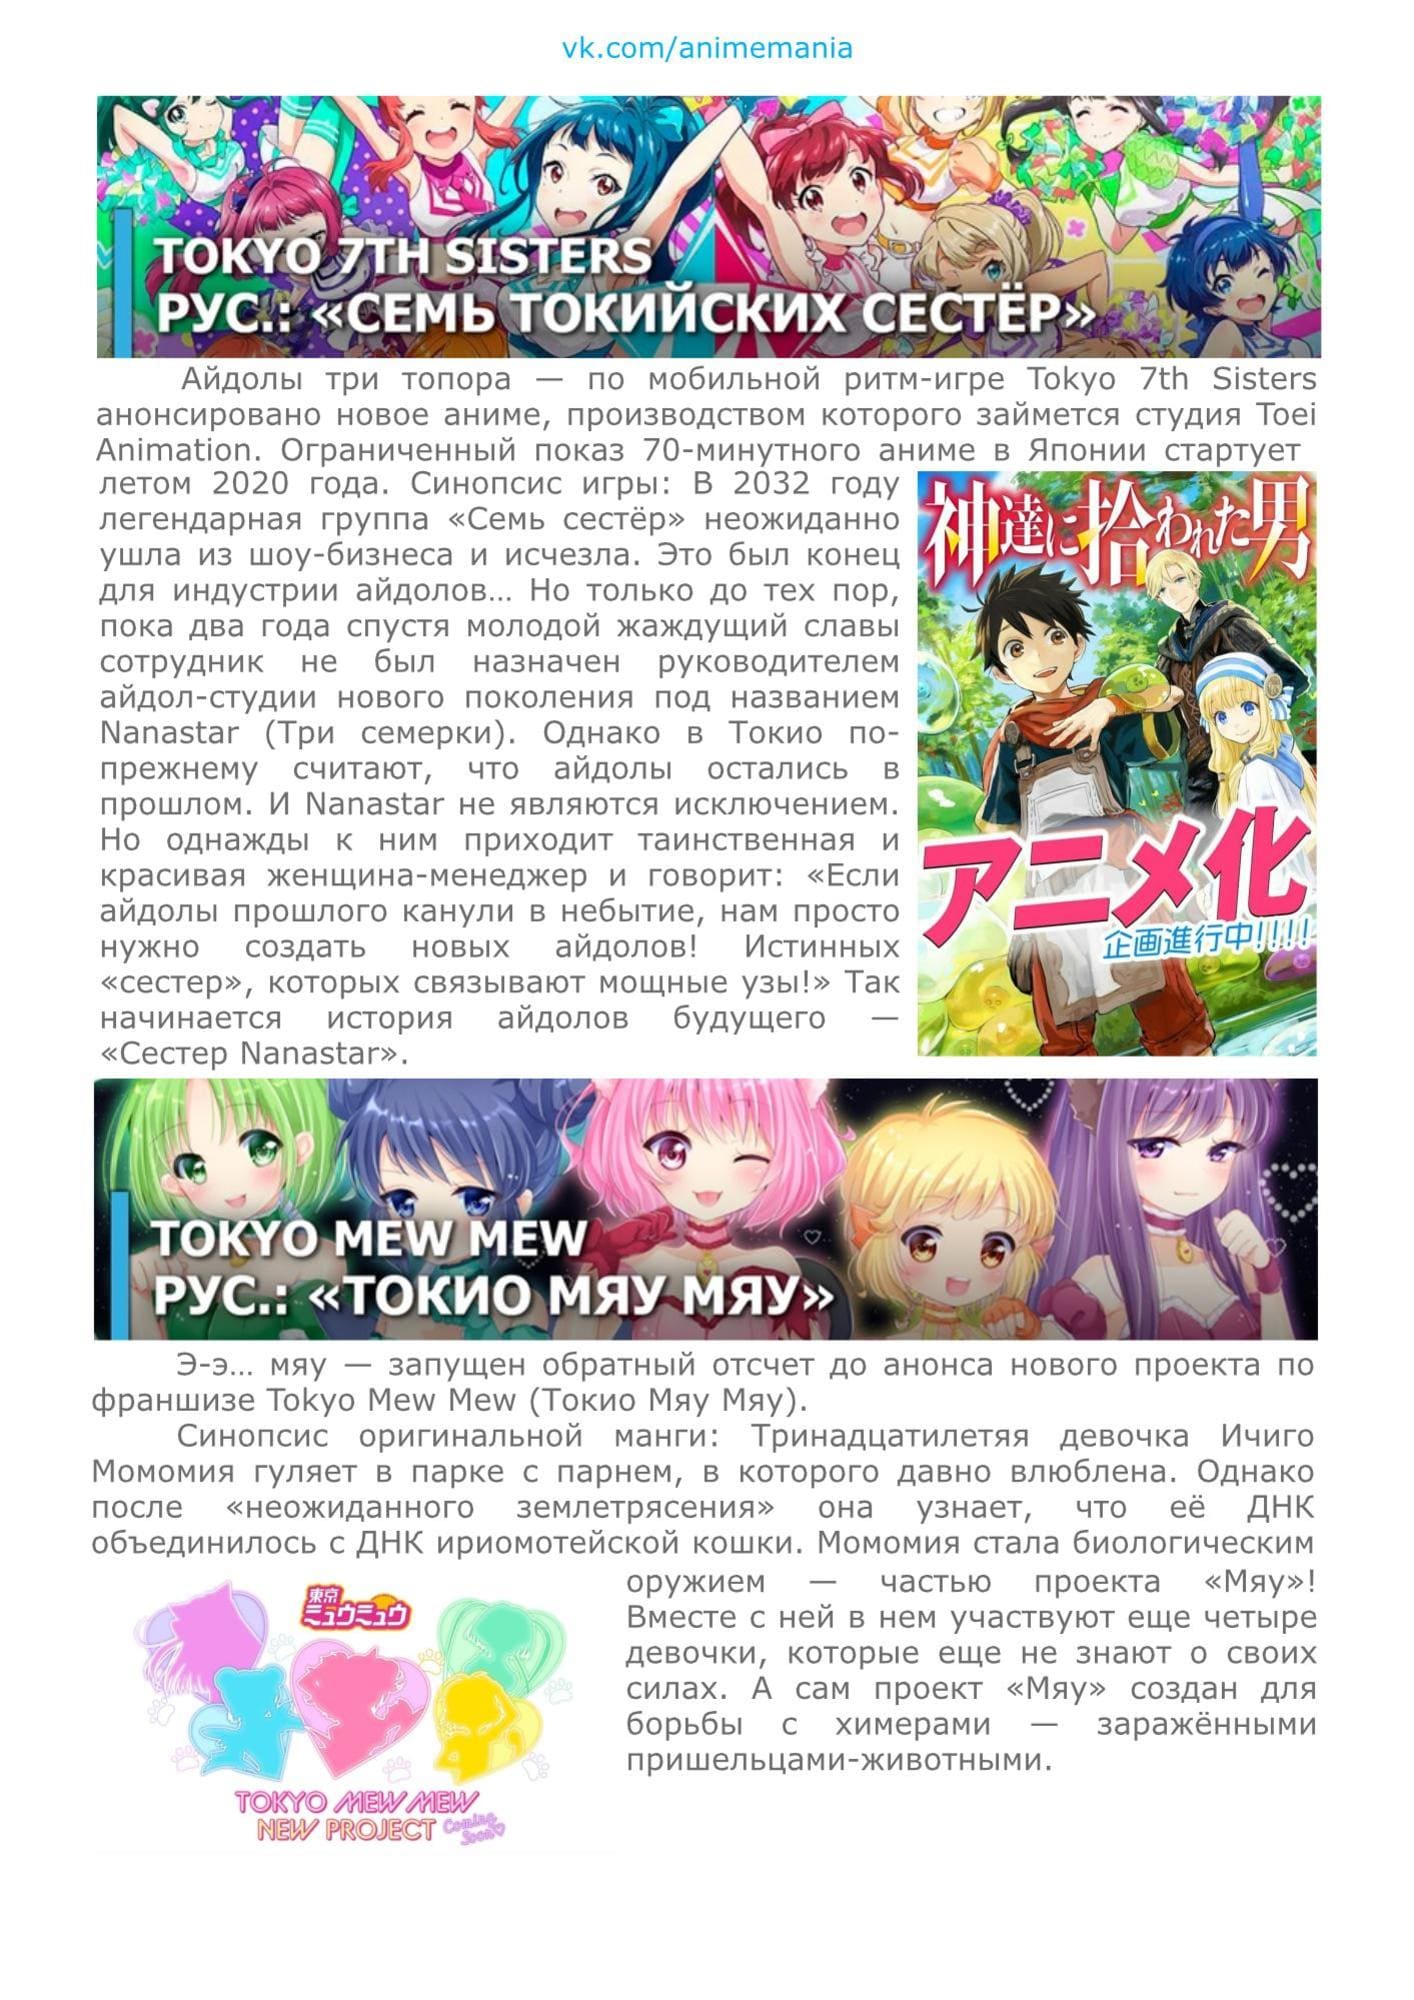 vk.com/animemania
TOKYO 7TH SISTERS
РУС.: «СЕМЬ ТОКИЙСКИХ СЕСТЁР»
Айдолы три топора — по мобильной ритм-игре Tokyo 7th Sisters
анонсировано новое аниме, производством которого займется студия Toei
Animation. Ограниченный показ 70-минутного аниме в Японии стартует
летом 2020 года. Синопсис игры: В 2032 году
легендарная группа «Семь сестёр» неожиданно
ушла из шоу-бизнеса и исчезла. Это был конец
для индустрии айдолов… Но только до тех пор,
пока два года спустя молодой жаждущий славы
сотрудник не был назначен руководителем
айдол-студии нового поколения под названием
Nanastar (Три семерки). Однако в Токио по-
прежнему считают, что айдолы остались в
прошлом. И Nanastar не являются исключением.
Но однажды к ним приходит таинственная и
красивая женщина-менеджер и говорит: «Если
айдолы прошлого канули в небытие, нам просто
нужно создать новых айдолов! Истинных
«сестер», которых связывают мощные узы!» Так
начинается история айдолов будущего —
«Сестер Nanastar».
神達に拾われた男
アニメ化
企画進行中!!!!
TOKYO MEW MEW
РУС.: «ТОКИО МЯУ МЯУ»
Э-э… мяу — запущен обратный отсчет до анонса нового проекта по
франшизе Tokyo Mew Mew (Токио Мяу Мяу).
Синопсис оригинальной манги: Тринадцатилетяя девочка Ичиго
Момомия гуляет в парке с парнем, в которого давно влюблена. Однако
после «неожиданного землетрясения» она узнает, что её ДНК
объединилось с ДНК ириомотейской кошки. Момомия стала биологическим
оружием — частью проекта «Мяу»!
Вместе с ней в нем участвуют еще четыре
девочки, которые еще не знают о своих
силах. А сам проект «Мяу» создан для
борьбы с химерами — заражёнными
пришельцами-животными.
東京
ミュウミュウ
TOKYO MEW MEW
NEW PROJECT Coming
Soon